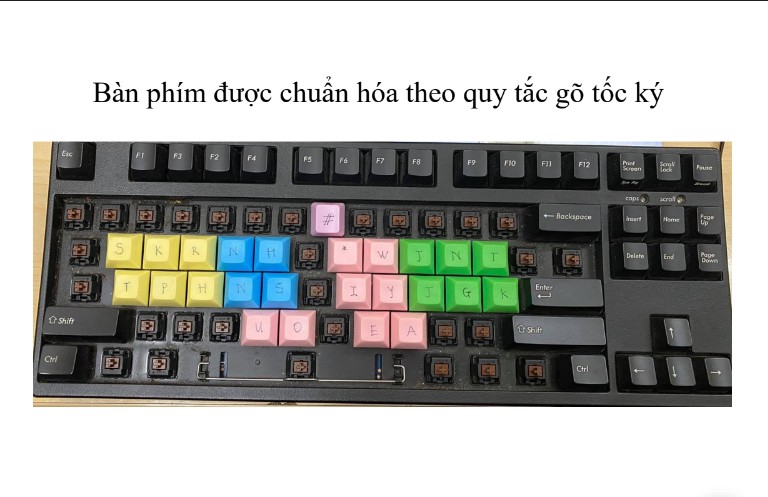 Bàn phím được chuẩn hóa theo quy tắc gõ tốc ký
Esc F1 F3 F2 F4 F5 F6 F7 F8 F9 F10 F11 F12 Print Screen Scroll Lock Pause
caps scroll
# ← Backspace Insert Home Page Up
S K R N H * W J N T Delete End Page Down
T P H N S I Y J G K Enter
⇧ Shift U O E A ⇧ Shift ↑
Ctrl Ctrl ← ↓ →